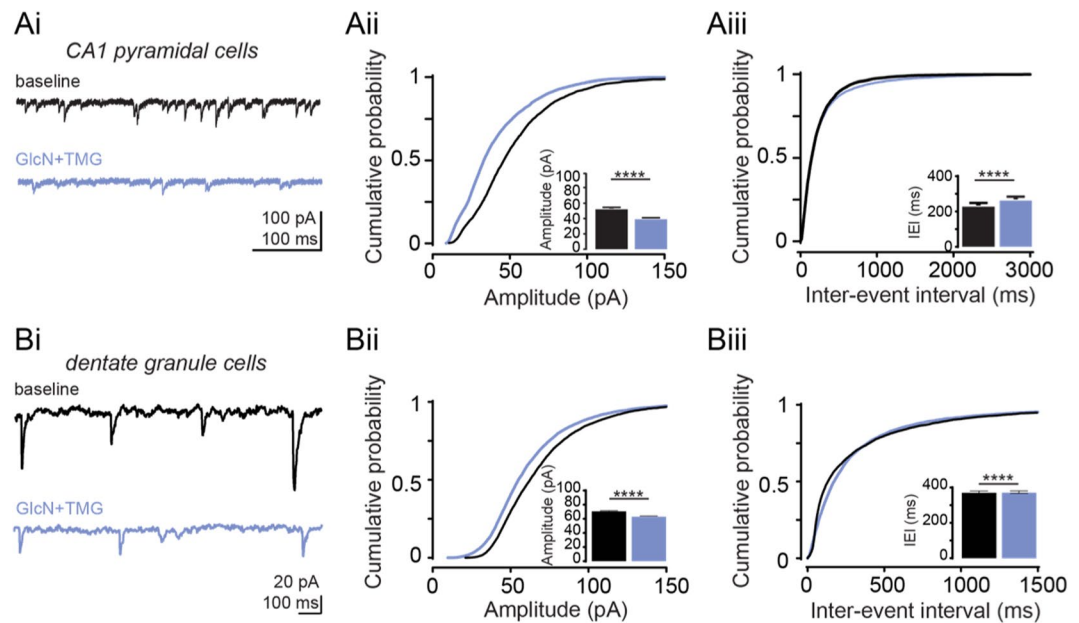 Ai
CA1 pyramidal cells
baseline
GlcN+TMG
100 pA
100 ms
Aii
Cumulative probability
1
0.5
0
0
50
100
150
Amplitude (pA)
Amplitude (pA)
100
80
60
40
20
0
****
Aiii
Cumulative probability
1
0.5
0
0
1000
2000
3000
Inter-event interval (ms)
IEI (ms)
400
200
0
****
Bi
dentate granule cells
baseline
GlcN+TMG
20 pA
100 ms
Bii
Cumulative probability
1
0.5
0
0
50
100
150
Amplitude (pA)
Amplitude (pA)
100
80
60
40
20
0
****
Biii
Cumulative probability
1
0.5
0
0
500
1000
1500
Inter-event interval (ms)
IEI (ms)
400
200
0
****